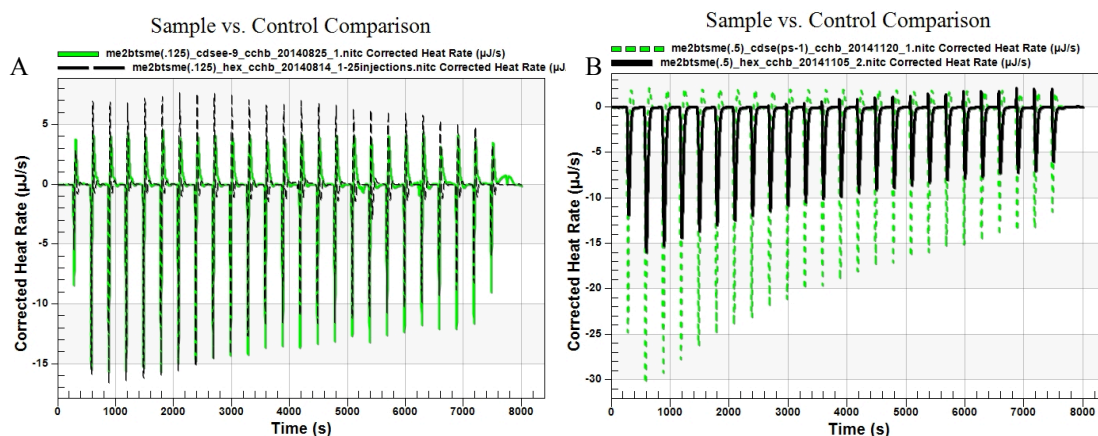 Sample vs. Control Comparison
me2btsme(.125)_cdsee-9_cchb_20140825_1.nitc Corrected Heat Rate (µJ/s)
me2btsme(.125)_hex_cchb_20140814_1-25injections.nitc Corrected Heat Rate (µJ/
A
5
0
-5
-10
-15
Corrected Heat Rate (µJ/s)
0
1000
2000
3000
4000
5000
6000
7000
8000
Time (s)
Sample vs. Control Comparison
me2btsme(.5)_cdse(ps-1)_cchb_20141120_1.nitc Corrected Heat Rate (µJ/s)
me2btsme(.5)_hex_cchb_20141105_2.nitc Corrected Heat Rate (µJ/s)
B
0
-5
-10
-15
-20
-25
-30
Corrected Heat Rate (µJ/s)
0
1000
2000
3000
4000
5000
6000
7000
8000
Time (s)